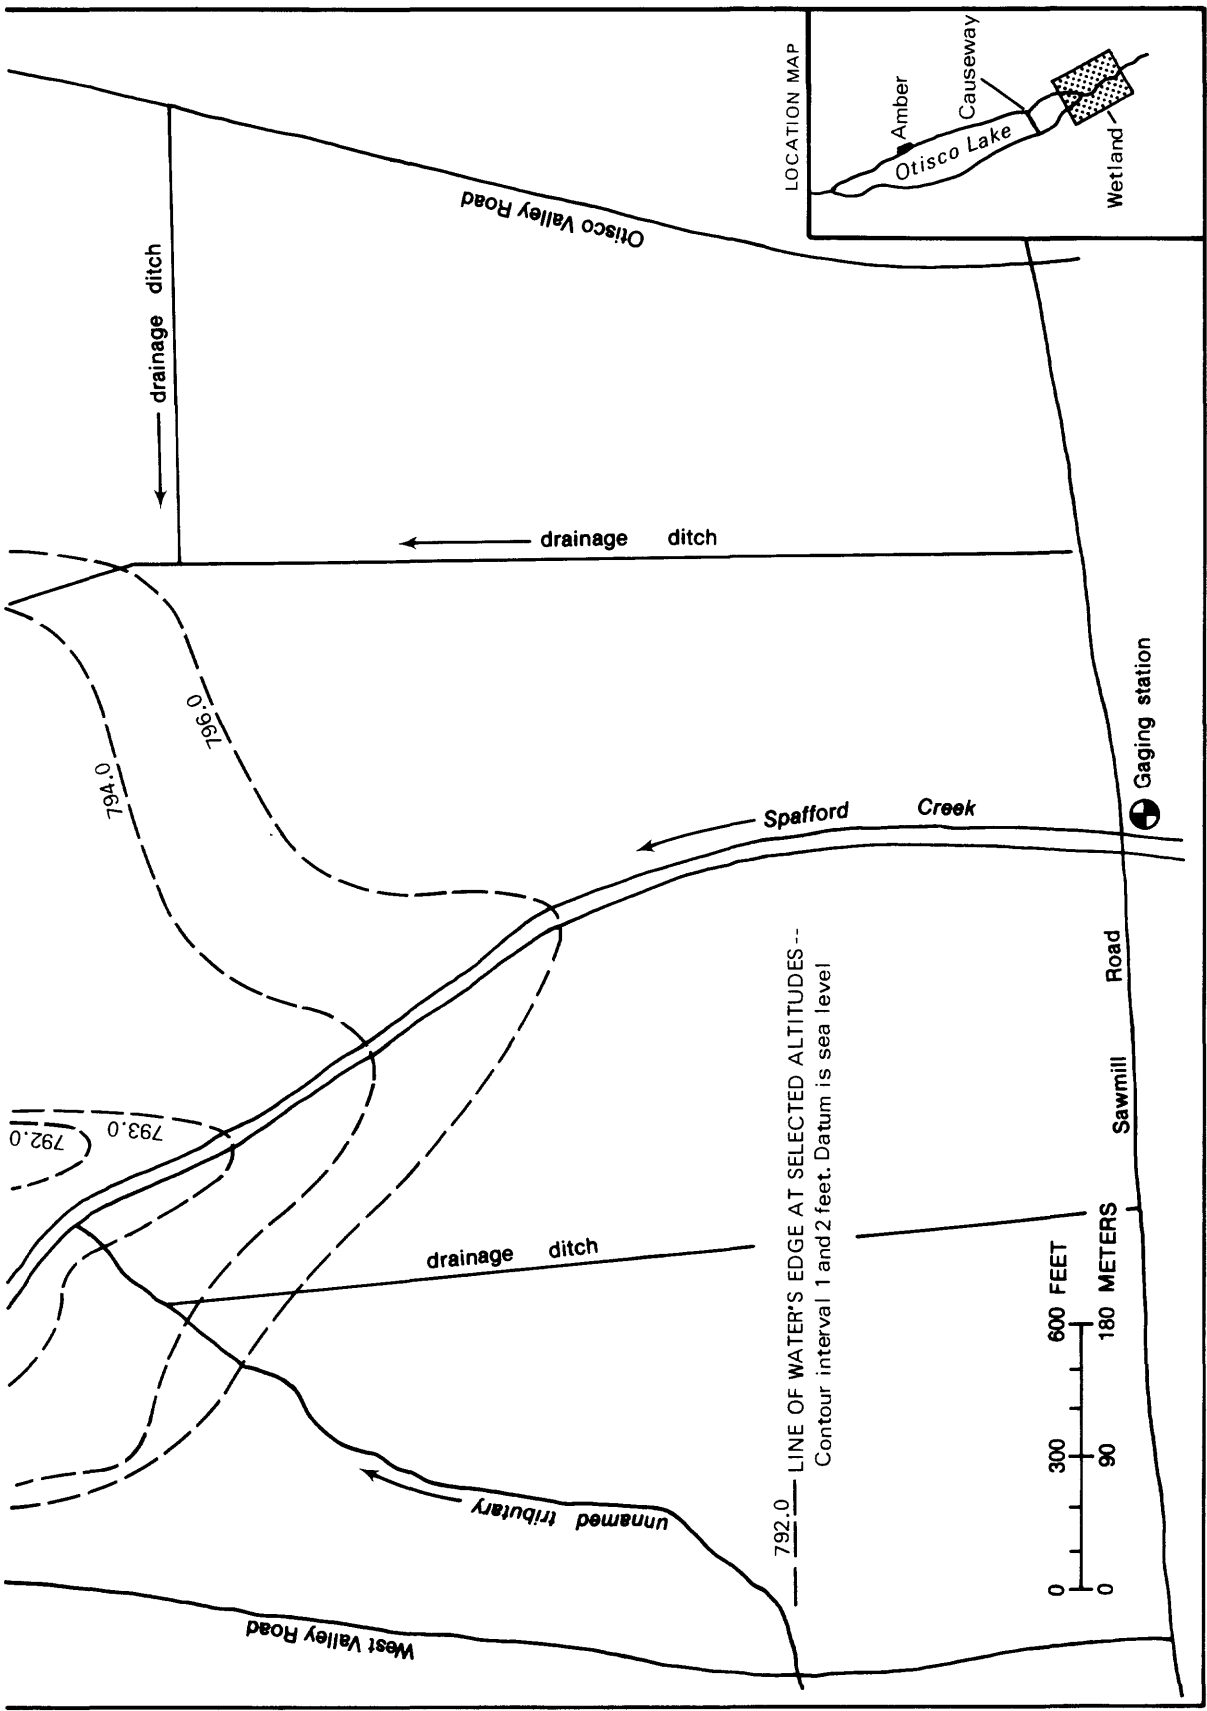 LOCATION MAP
Amber
Otisco Lake
Causeway
Wetland
Otisco Valley Road
drainage ditch
drainage ditch
796.0
794.0
793.0
792.0
Spafford Creek
Gaging station
Sawmill Road
drainage ditch
unnamed tributary
West Valley Road
792.0 LINE OF WATER'S EDGE AT SELECTED ALTITUDES--
Contour interval 1 and 2 feet. Datum is sea level
0 300 600 FEET
0 90 180 METERS